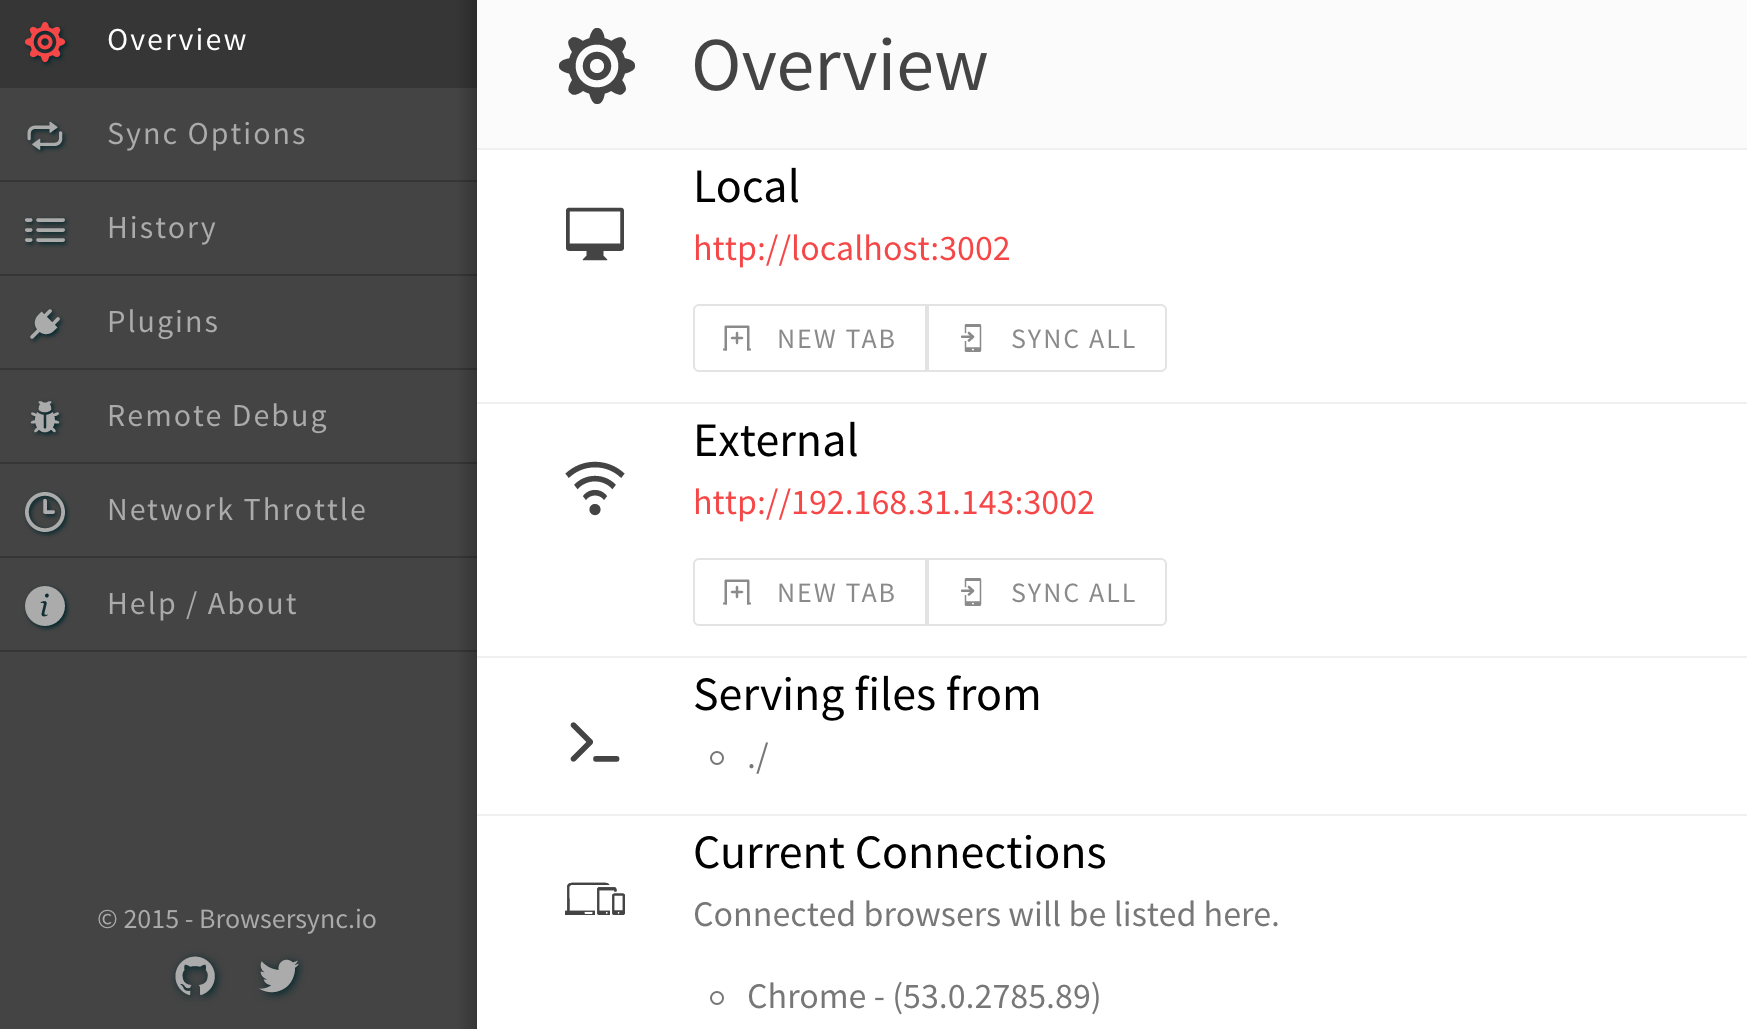 Overview
Sync Options
History
Plugins
Remote Debug
Network Throttle
Help / About
© 2015 - Browsersync.io
Overview
Local
http://localhost:3002
NEW TAB SYNC ALL
External
http://192.168.31.143:3002
NEW TAB SYNC ALL
Serving files from
./
Current Connections
Connected browsers will be listed here.
Chrome - (53.0.2785.89)